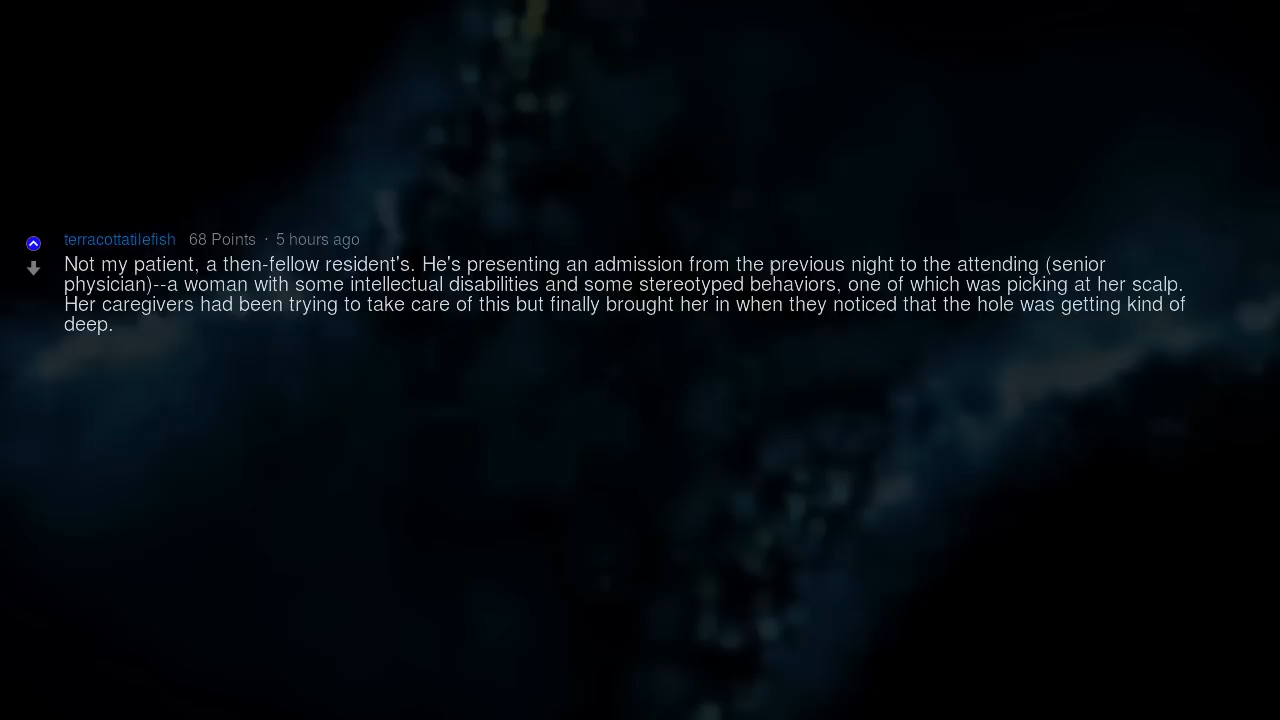 terracottatilefish 68 Points · 5 hours ago
Not my patient, a then-fellow resident's. He's presenting an admission from the previous night to the attending (senior
physician)--a woman with some intellectual disabilities and some stereotyped behaviors, one of which was picking at her scalp.
Her caregivers had been trying to take care of this but finally brought her in when they noticed that the hole was getting kind of
deep.